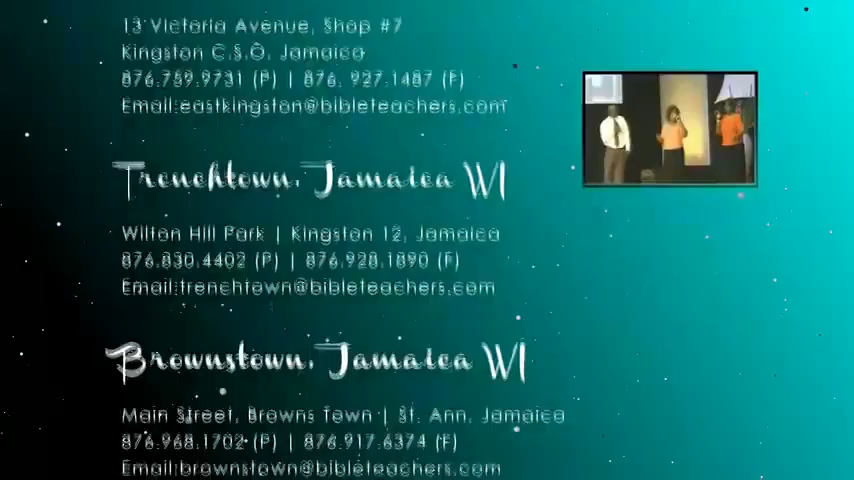 13 Victoria Avenue, Shop #7
Kingston C.S.O, Jamaica
876.759.9731 (P) | 876. 927.1487 (F)
Email:eastkingston@bibleteachers.com
Trenchtown, Jamaica WI
Wilton Hill Park | Kingston 12, Jamaica
876.830.4402 (P) | 876.928.1890 (F)
Email:trenchtown@bibleteachers.com
Brownstown, Jamaica WI
Main Street, Browns Town | St. Ann, Jamaica
876.968.1702 (P) | 876.917.6374 (F)
Email:brownstown@bibleteachers.com